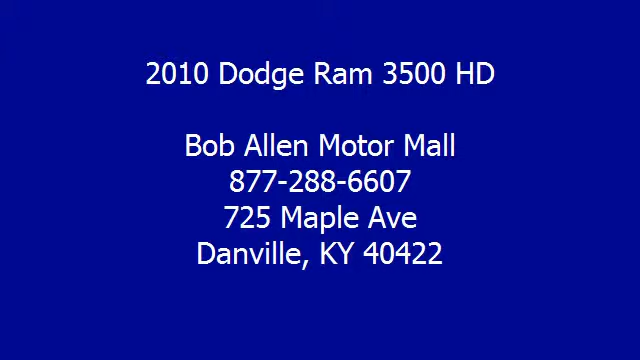 2010 Dodge Ram 3500 HD
Bob Allen Motor Mall
877-288-6607
725 Maple Ave
Danville, KY 40422